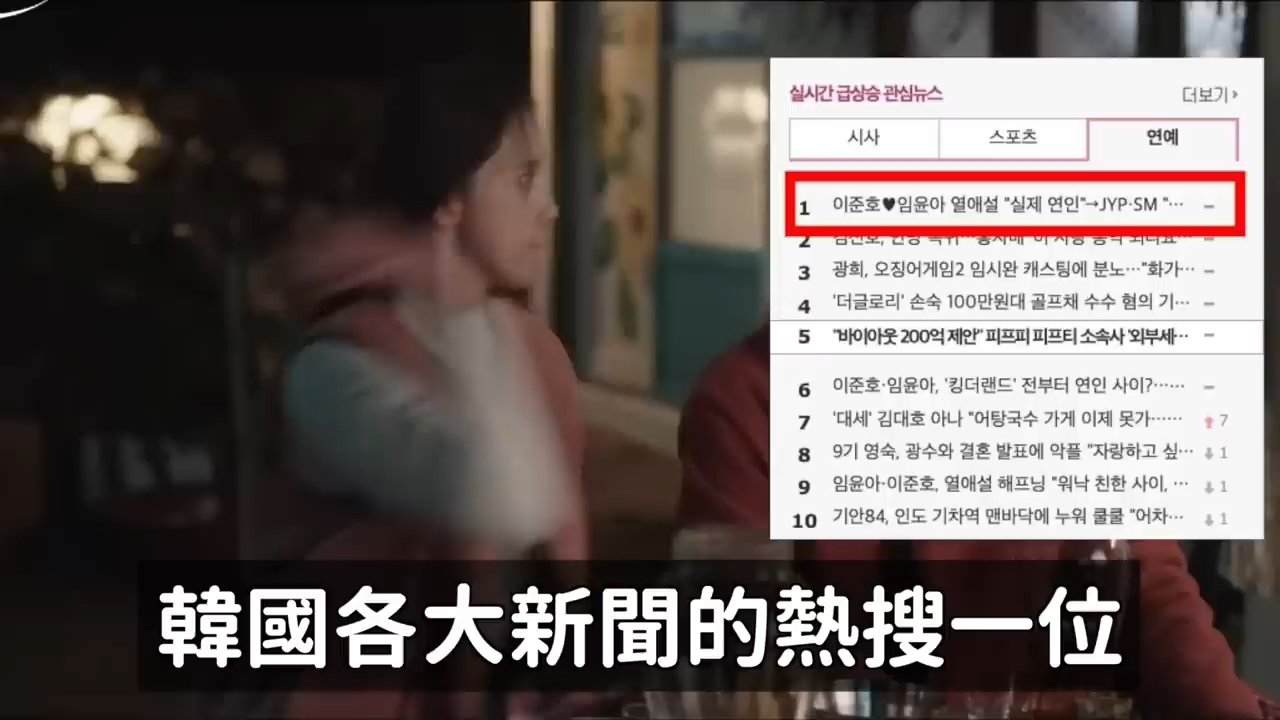 실시간 급상승 관심뉴스
더보기 ›
시사 스포츠 연예
1 이준호♥임윤아 열애설 "실제 연인"→JYP·SM "… –
2 –
3 광희, 오징어게임2 임시완 캐스팅에 분노…"화가… –
4 '더글로리' 손숙 100만원대 골프채 수수 혐의 기… –
5 "바이아웃 200억 제안" 피프피 피프티 소속사 '외부세… –
6 이준호·임윤아, '킹더랜드' 전부터 연인 사이?…… –
7 '대세' 김대호 아나 "어탕국수 가게 이제 못가…… ↑ 7
8 9기 영숙, 광수와 결혼 발표에 악플 "자랑하고 싶… ↓ 1
9 임윤아·이준호, 열애설 해프닝 "워낙 친한 사이, … ↓ 1
10 기안84, 인도 기차역 맨바닥에 누워 쿨쿨 "어차… ↓ 1
韓國各大新聞的熱搜一位